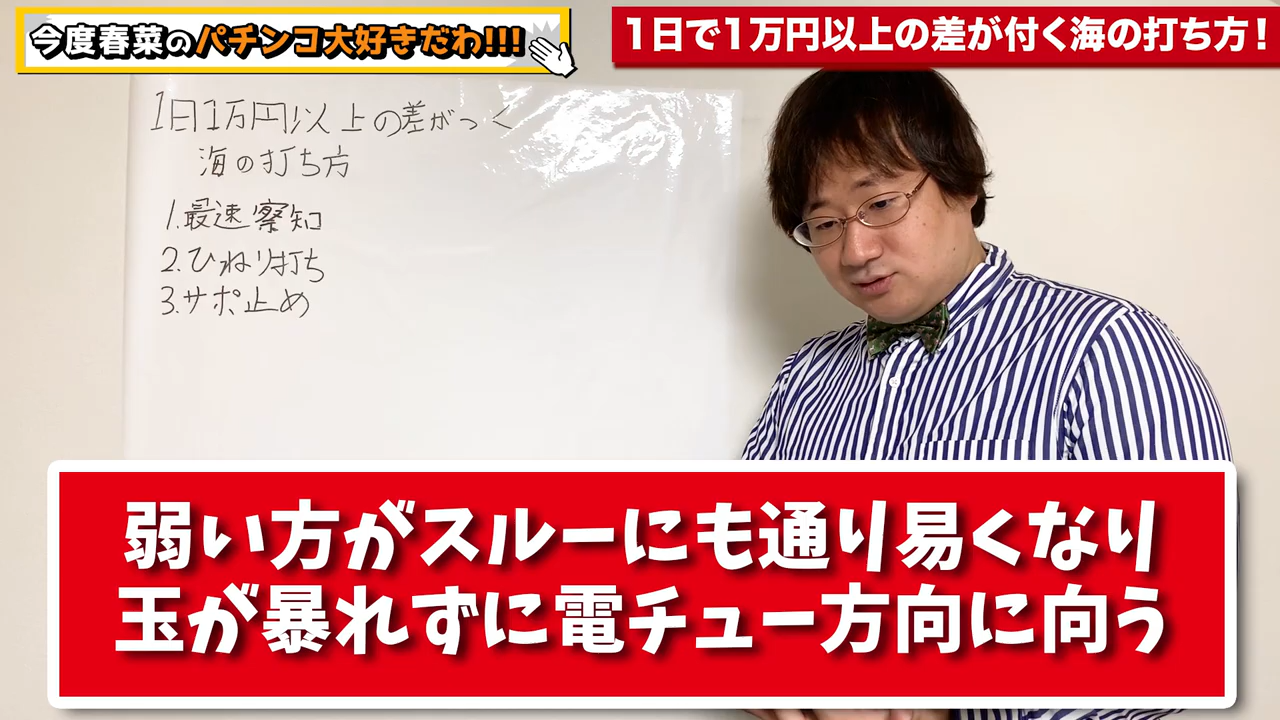 今度春菜のパチンコ大好きだわ!!!
1日で1万円以上の差が付く海の打ち方!
1日1万円以上の差がつく
海の打ち方
1.最速察知
2.ひねり打ち
3.サポ止め
弱い方がスルーにも通り易くなり
玉が暴れずに電チュー方向に向う